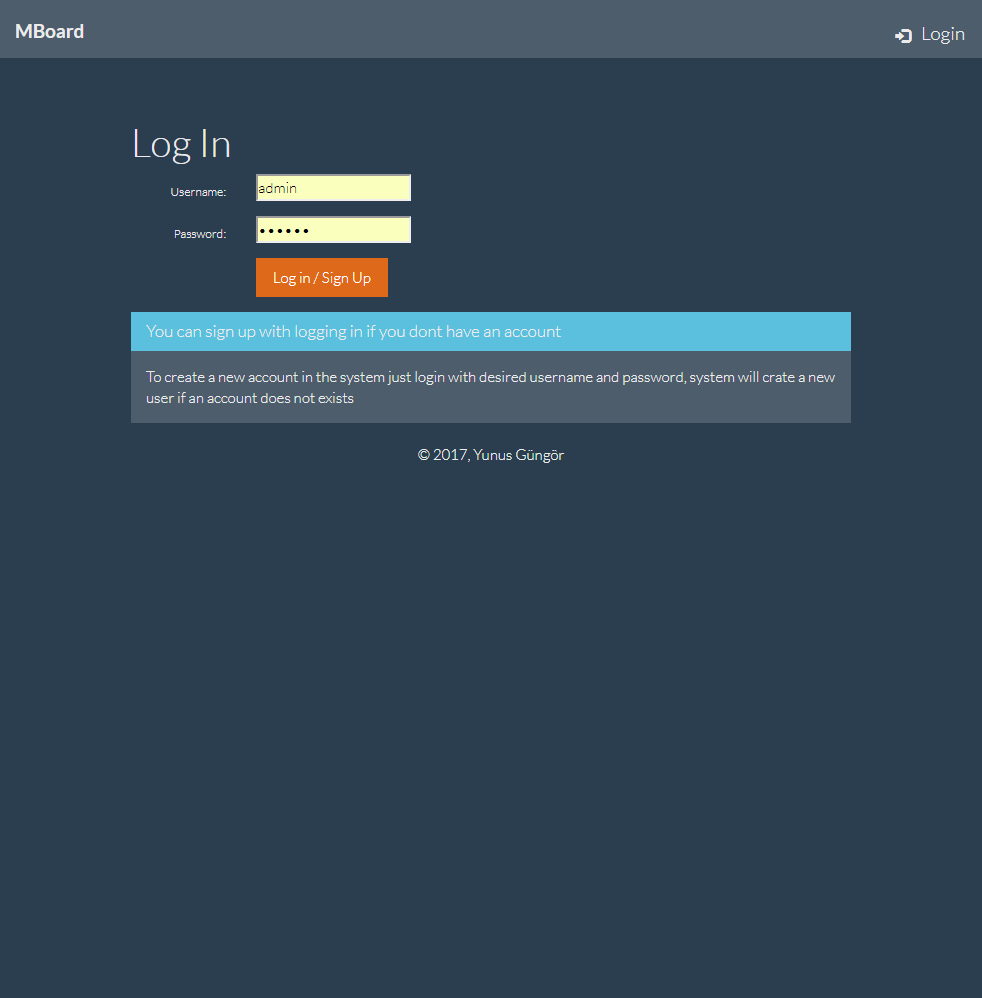 MBoard
Login
Log In
Username:
admin
Password:
••••••
Log in / Sign Up
You can sign up with logging in if you dont have an account
To create a new account in the system just login with desired username and password, system will crate a new
user if an account does not exists
© 2017, Yunus Güngör